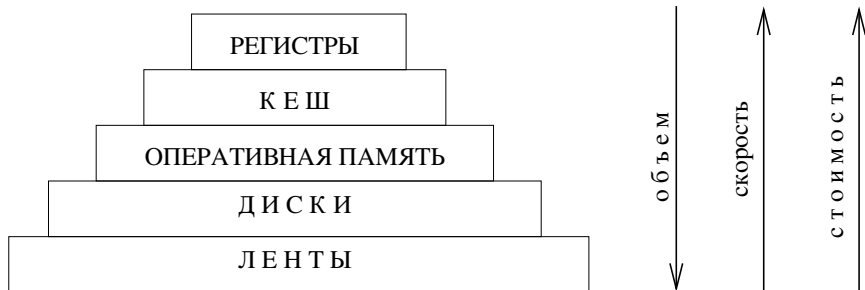 РЕГИСТРЫ
К Е Ш
ОПЕРАТИВНАЯ ПАМЯТЬ
Д И С К И
Л Е Н Т Ы
о б ъ е м
скорость
с т о и м о с т ь